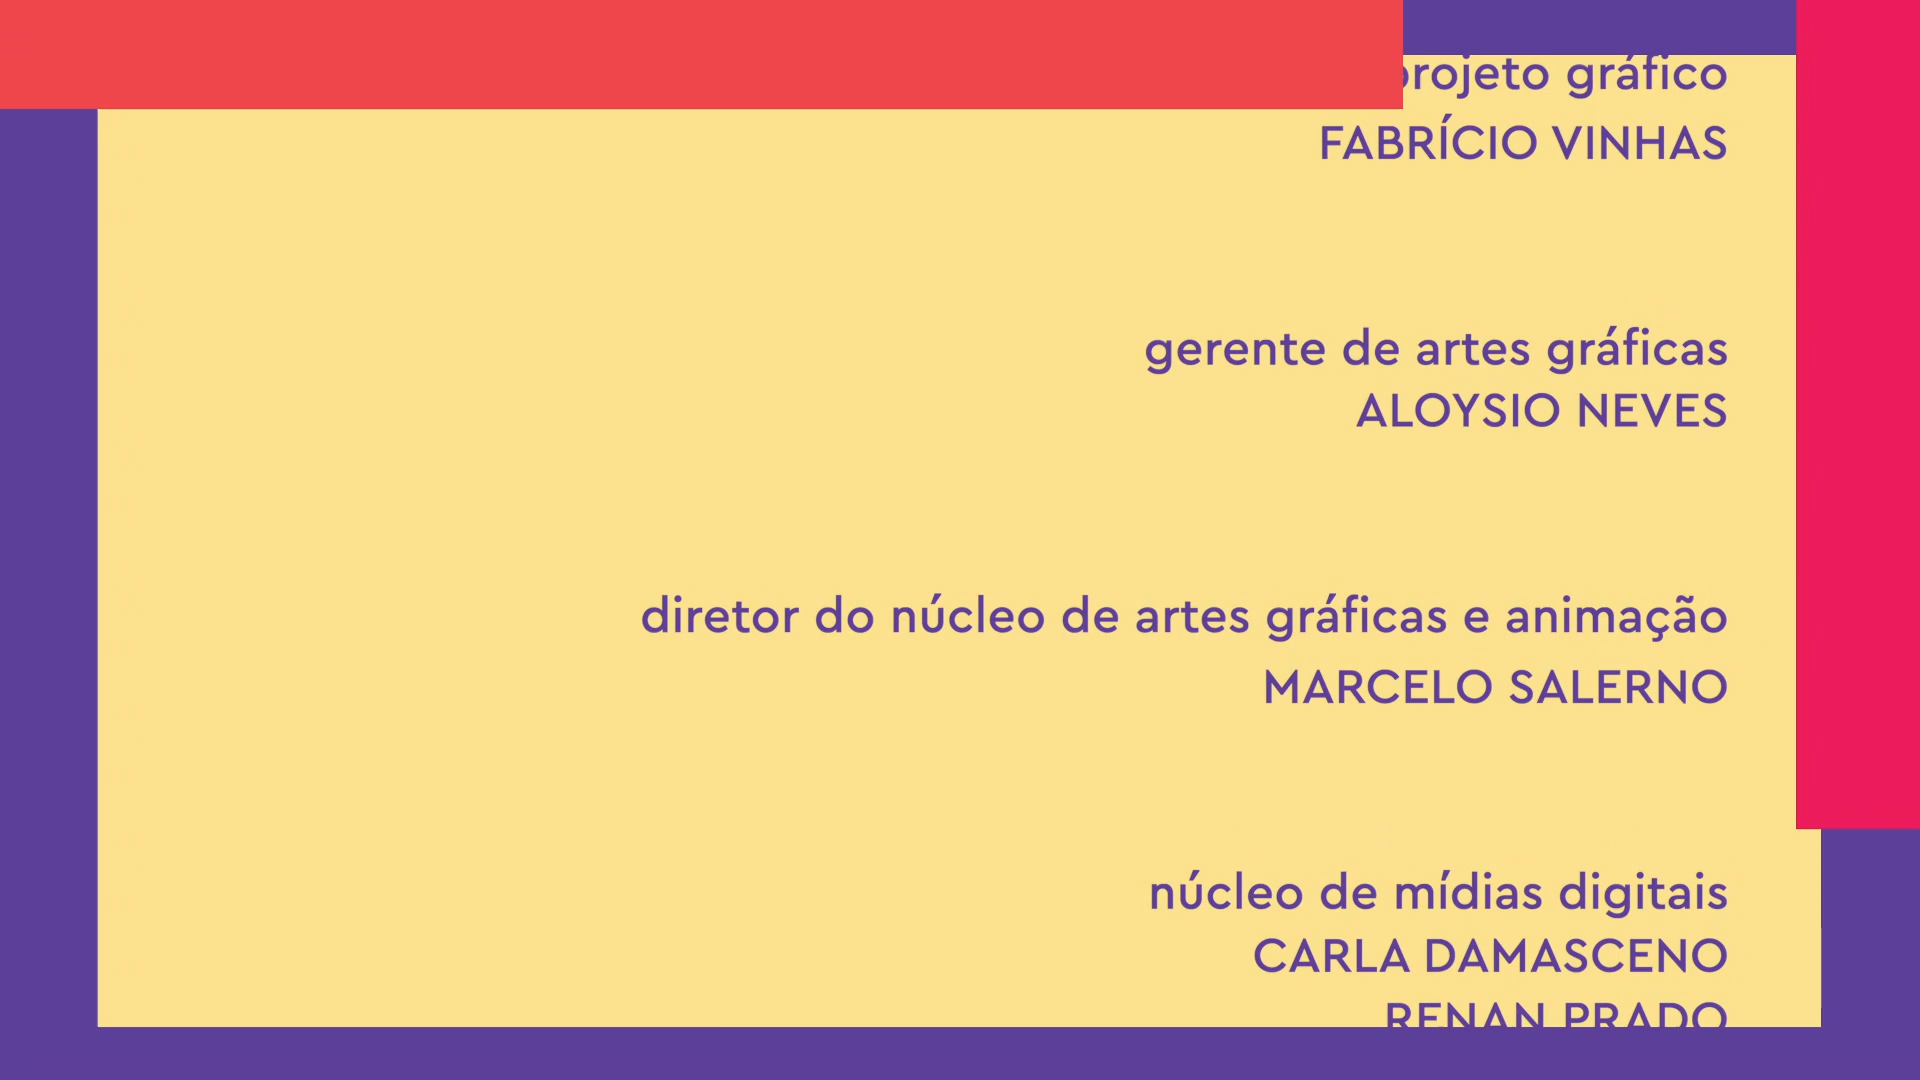 projeto gráfico
FABRÍCIO VINHAS
gerente de artes gráficas
ALOYSIO NEVES
diretor do núcleo de artes gráficas e animação
MARCELO SALERNO
núcleo de mídias digitais
CARLA DAMASCENO
RENAN PRADO